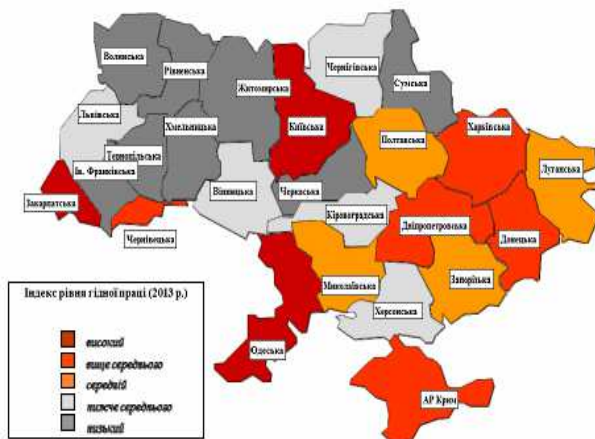 Волинська
Рівненська
Житомирська
Київська
Чернігівська
Сумська
Львівська
Тернопільська
Хмельницька
Ів. Франківська
Закарпатська
Чернівецька
Вінницька
Черкаська
Полтавська
Харківська
Луганська
Кіровоградська
Дніпропетровська
Донецька
Миколаївська
Запорізька
Херсонська
Одеська
АР Крим
Індекс рівня гідної праці (2013 р.)
високий
вище середнього
середній
нижче середнього
низький